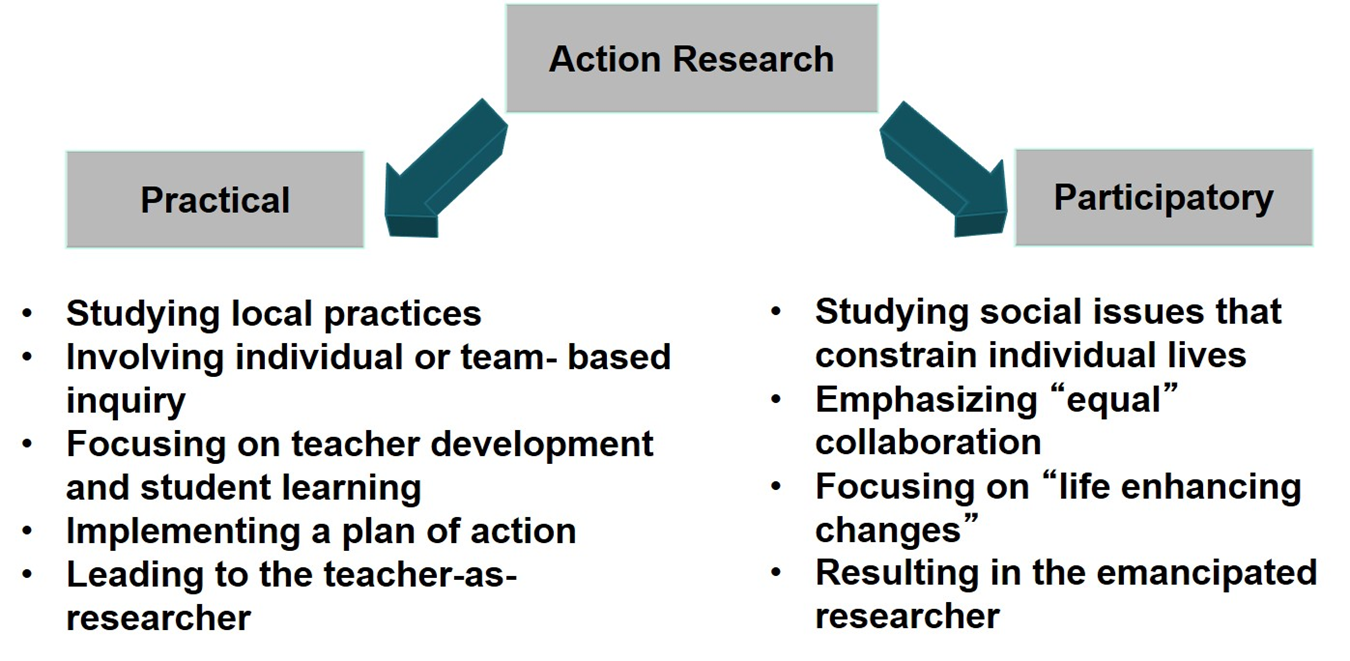 Action Research
Practical
• Studying local practices
• Involving individual or team- based
inquiry
• Focusing on teacher development
and student learning
• Implementing a plan of action
• Leading to the teacher-as-
researcher
Participatory
• Studying social issues that
constrain individual lives
• Emphasizing “equal”
collaboration
• Focusing on “life enhancing
changes”
• Resulting in the emancipated
researcher